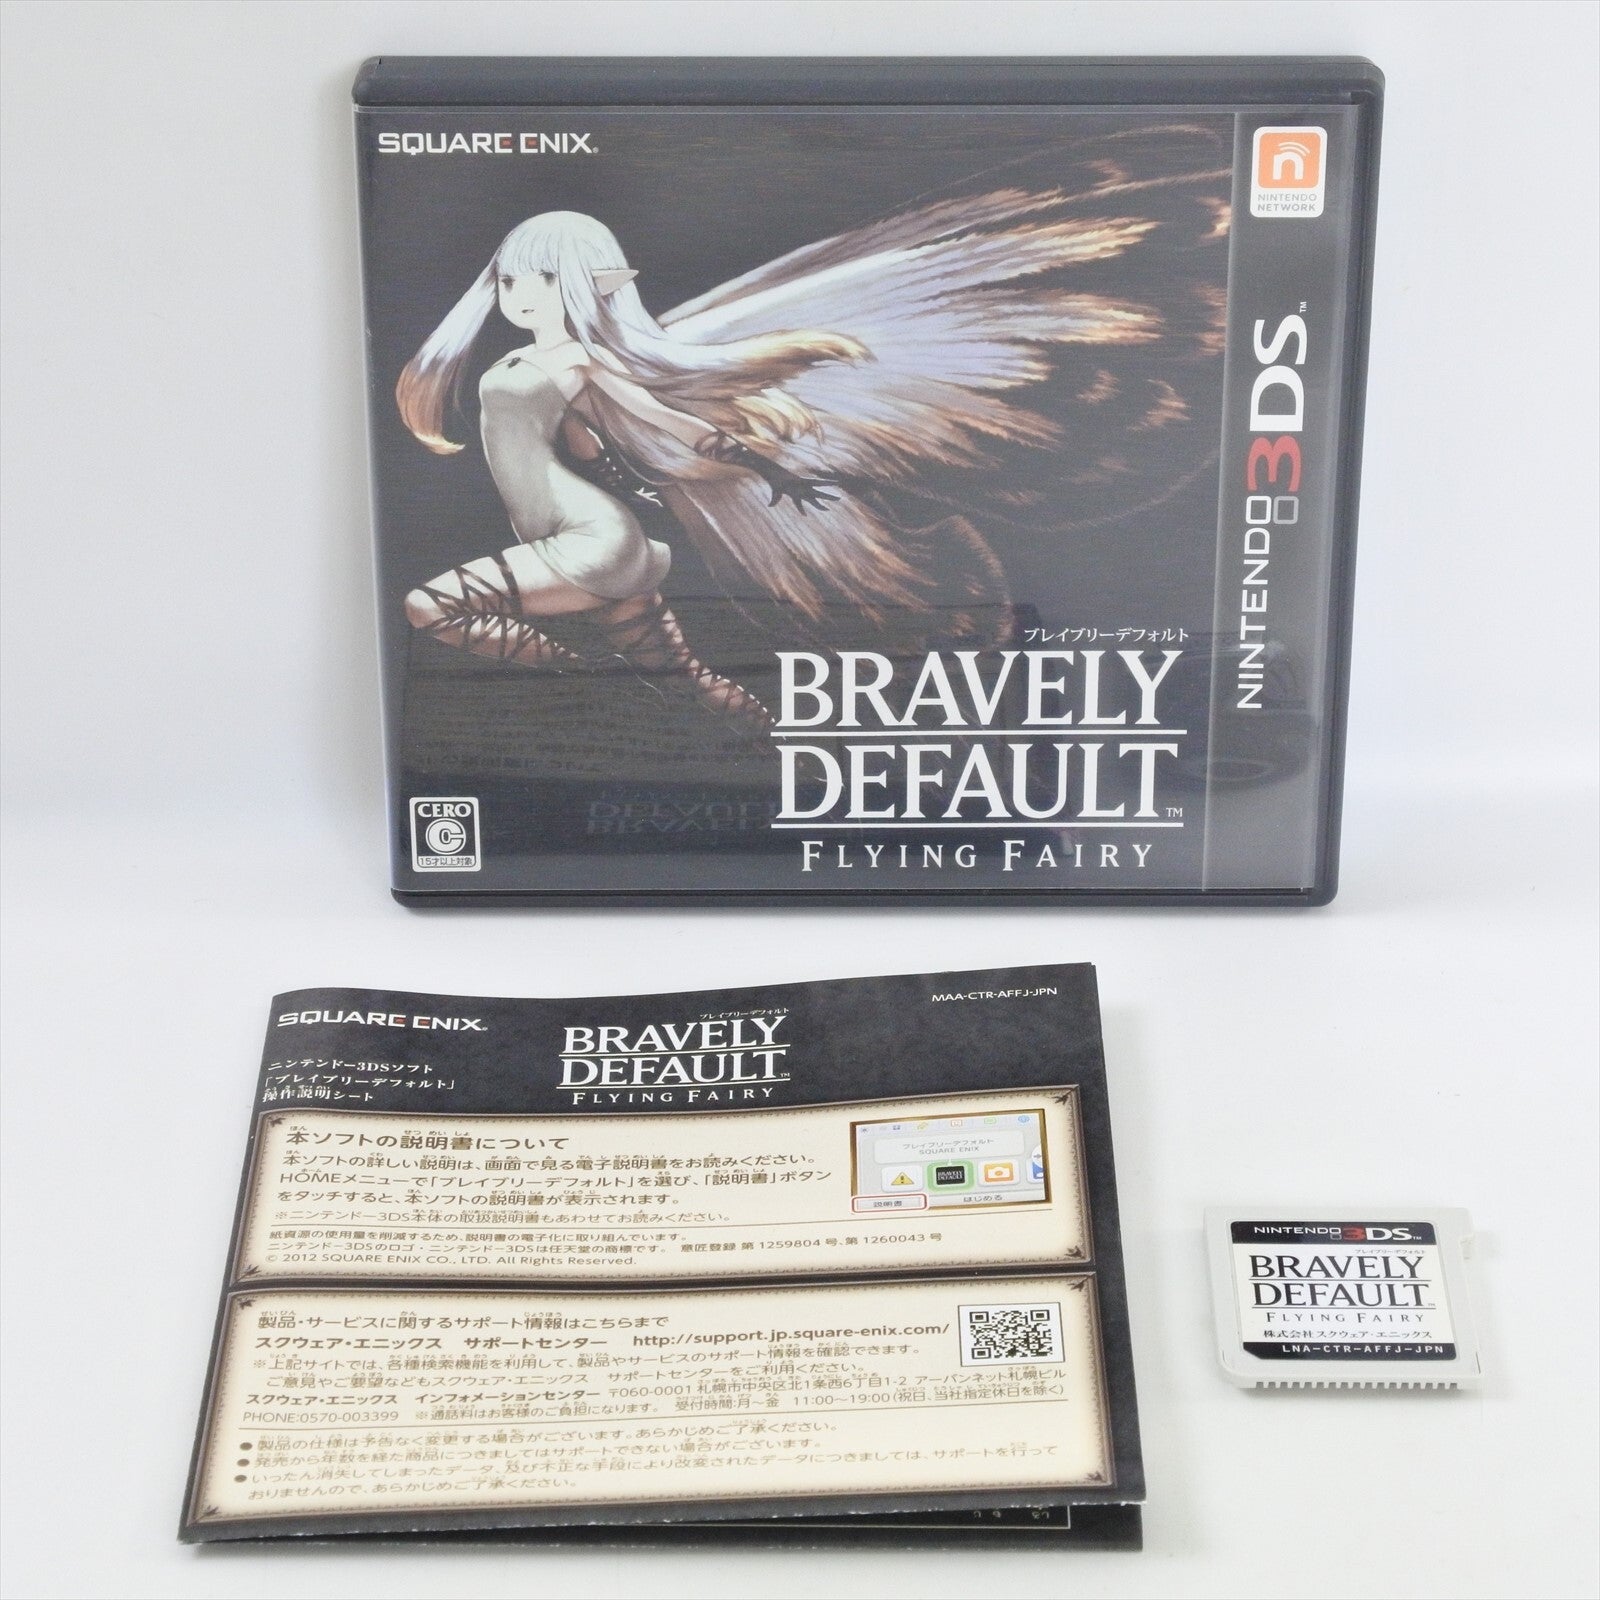 SQUARE ENIX®
NINTENDO
NETWORK
NINTENDO 3DS™
ブレイブリーデフォルト
BRAVELY
DEFAULT™
FLYING FAIRY
CERO
C
15才以上対象
MAA-CTR-AFFJ-JPN
SQUARE ENIX®
ブレイブリーデフォルト
BRAVELY
DEFAULT™
FLYING FAIRY
ニンテンドー3DSソフト
「ブレイブリーデフォルト」
操作説明シート
本ソフトの説明書について
本ソフトの詳しい説明は、画面で見る電子説明書をお読みください。
HOMEメニューで「ブレイブリーデフォルト」を選び、「説明書」ボタン
をタッチすると、本ソフトの説明書が表示されます。
※ニンテンドー3DS本体の取扱説明書もあわせてお読みください。
紙資源の使用量を削減するため、説明書の電子化に取り組んでいます。
ニンテンドー3DSのロゴ・ニンテンドー3DSは任天堂の商標です。 意匠登録 第 1259804 号、第 1260043 号
© 2012 SQUARE ENIX CO., LTD. All Rights Reserved.
ブレイブリーデフォルト
SQUARE ENIX
BRAVELY
DEFAULT
説明書
はじめる
製品・サービスに関するサポート情報はこちらまで
スクウェア・エニックス サポートセンター http://support.jp.square-enix.com/
※上記サイトでは、各種検索機能を利用して、製品やサービスのサポート情報を確認できます。
ご意見やご要望などもスクウェア・エニックス サポートセンターをご利用ください。
スクウェア・エニックス インフォメーションセンター 〒060-0001 札幌市中央区北1条西6丁目1-2 アーバンネット札幌ビル
PHONE:0570-003399 ※通話料はお客様のご負担になります。 受付時間:月〜金 11:00〜19:00(祝日、当社指定休日を除く)
●製品の仕様は予告なく変更する場合がございます。あらかじめご了承ください。
●発売から年数を経た商品につきましてはサポートできない場合がございます。
●いったん消失してしまったデータ、及び不正な手段により改変されたデータにつきましては、サポートを行って
おりませんので、あらかじめご了承ください。
NINTENDO 3DS™
ブレイブリーデフォルト
BRAVELY
DEFAULT™
FLYING FAIRY
株式会社スクウェア・エニックス
LNA-CTR-AFFJ-JPN